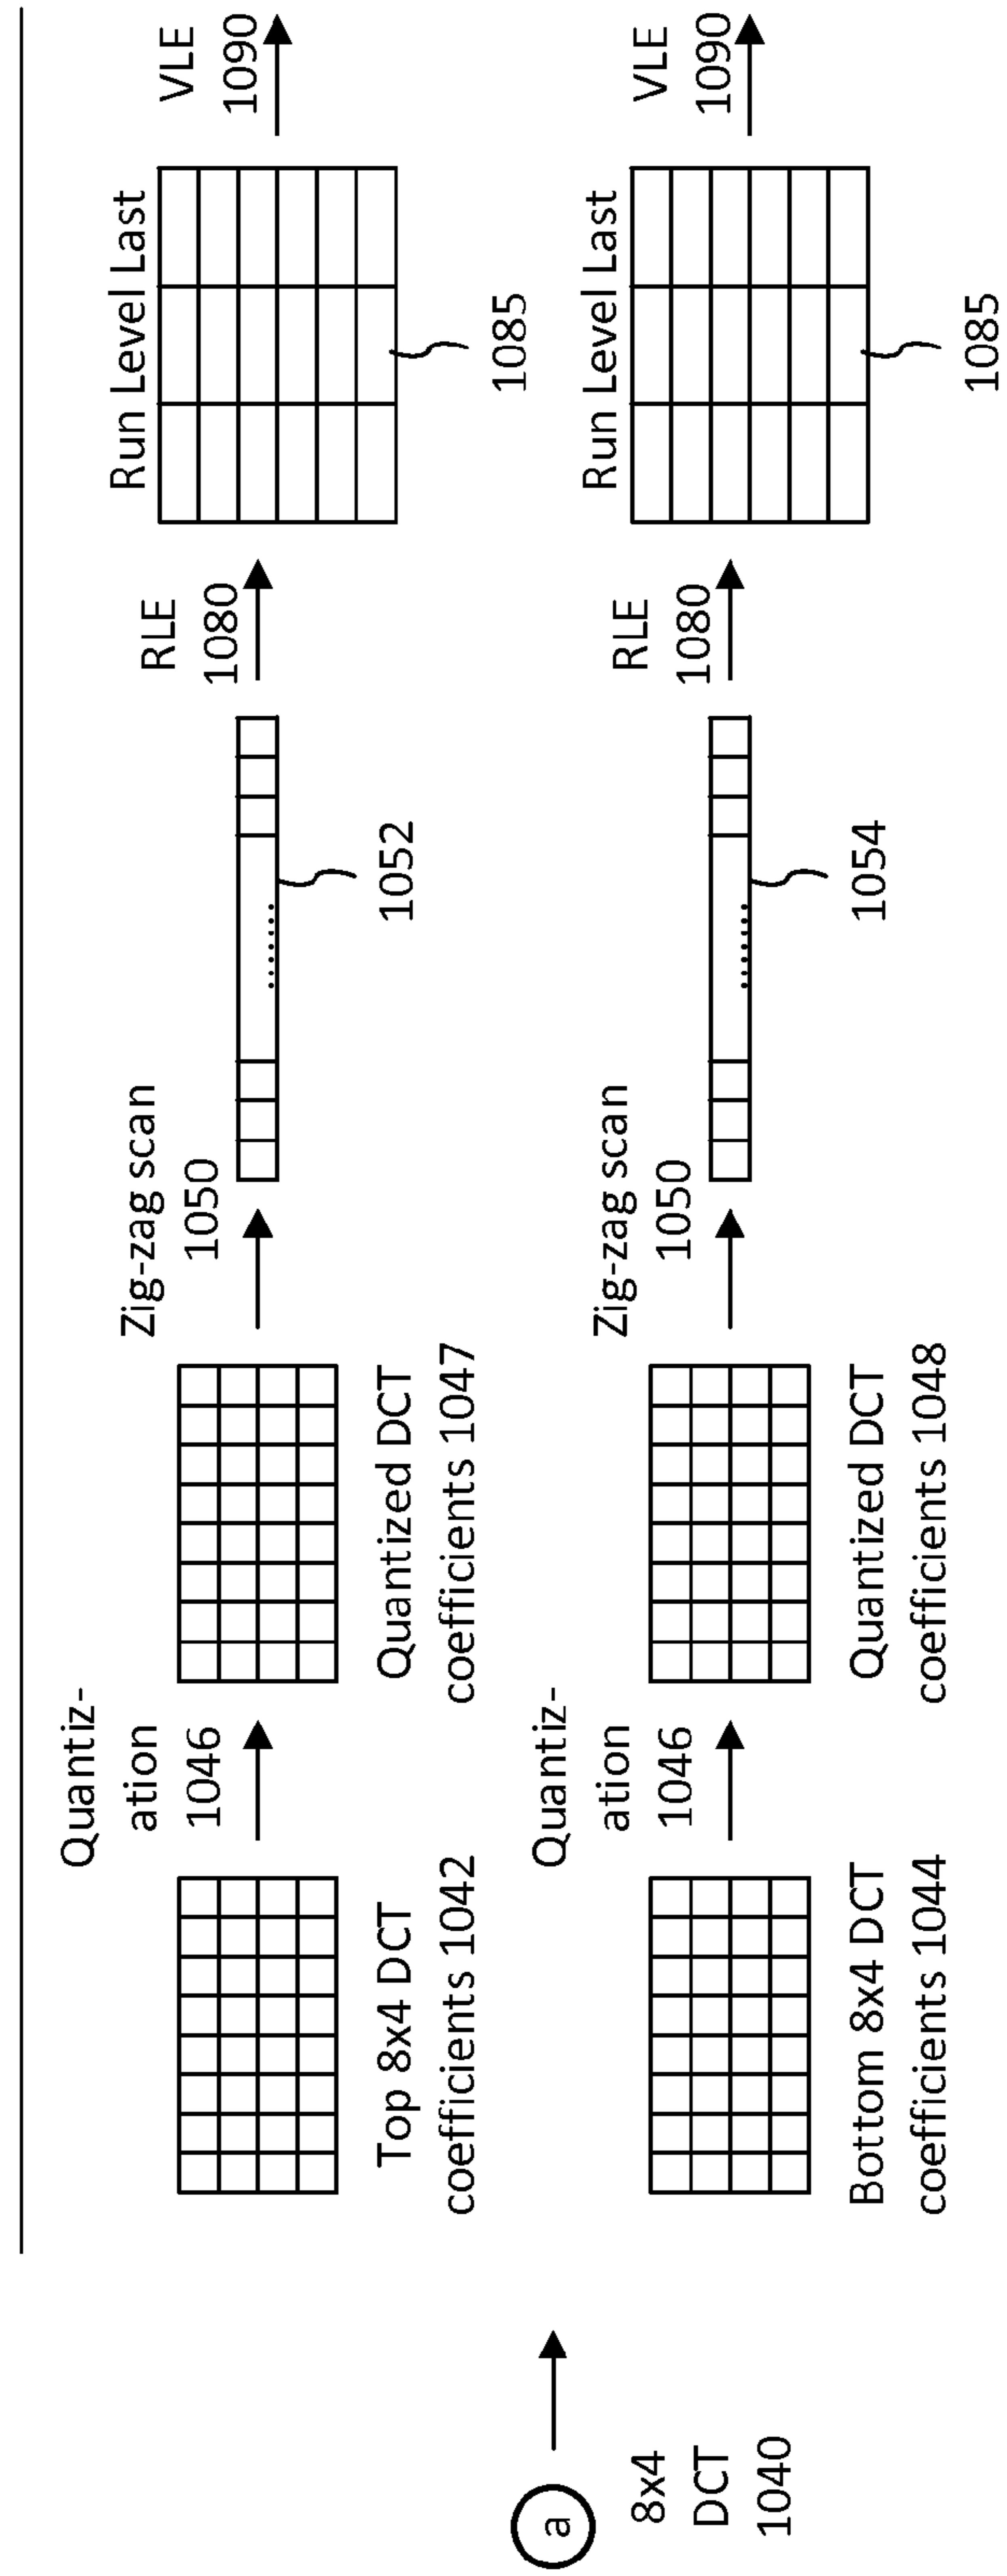 a
8x4
DCT
1040
Quantiz-
ation
1046
Top 8x4 DCT
coefficients 1042
Zig-zag scan
1050
Quantized DCT
coefficients 1047
1052
RLE
1080
Run Level Last
1085
VLE
1090
Quantiz-
ation
1046
Bottom 8x4 DCT
coefficients 1044
Zig-zag scan
1050
Quantized DCT
coefficients 1048
1054
RLE
1080
Run Level Last
1085
VLE
1090